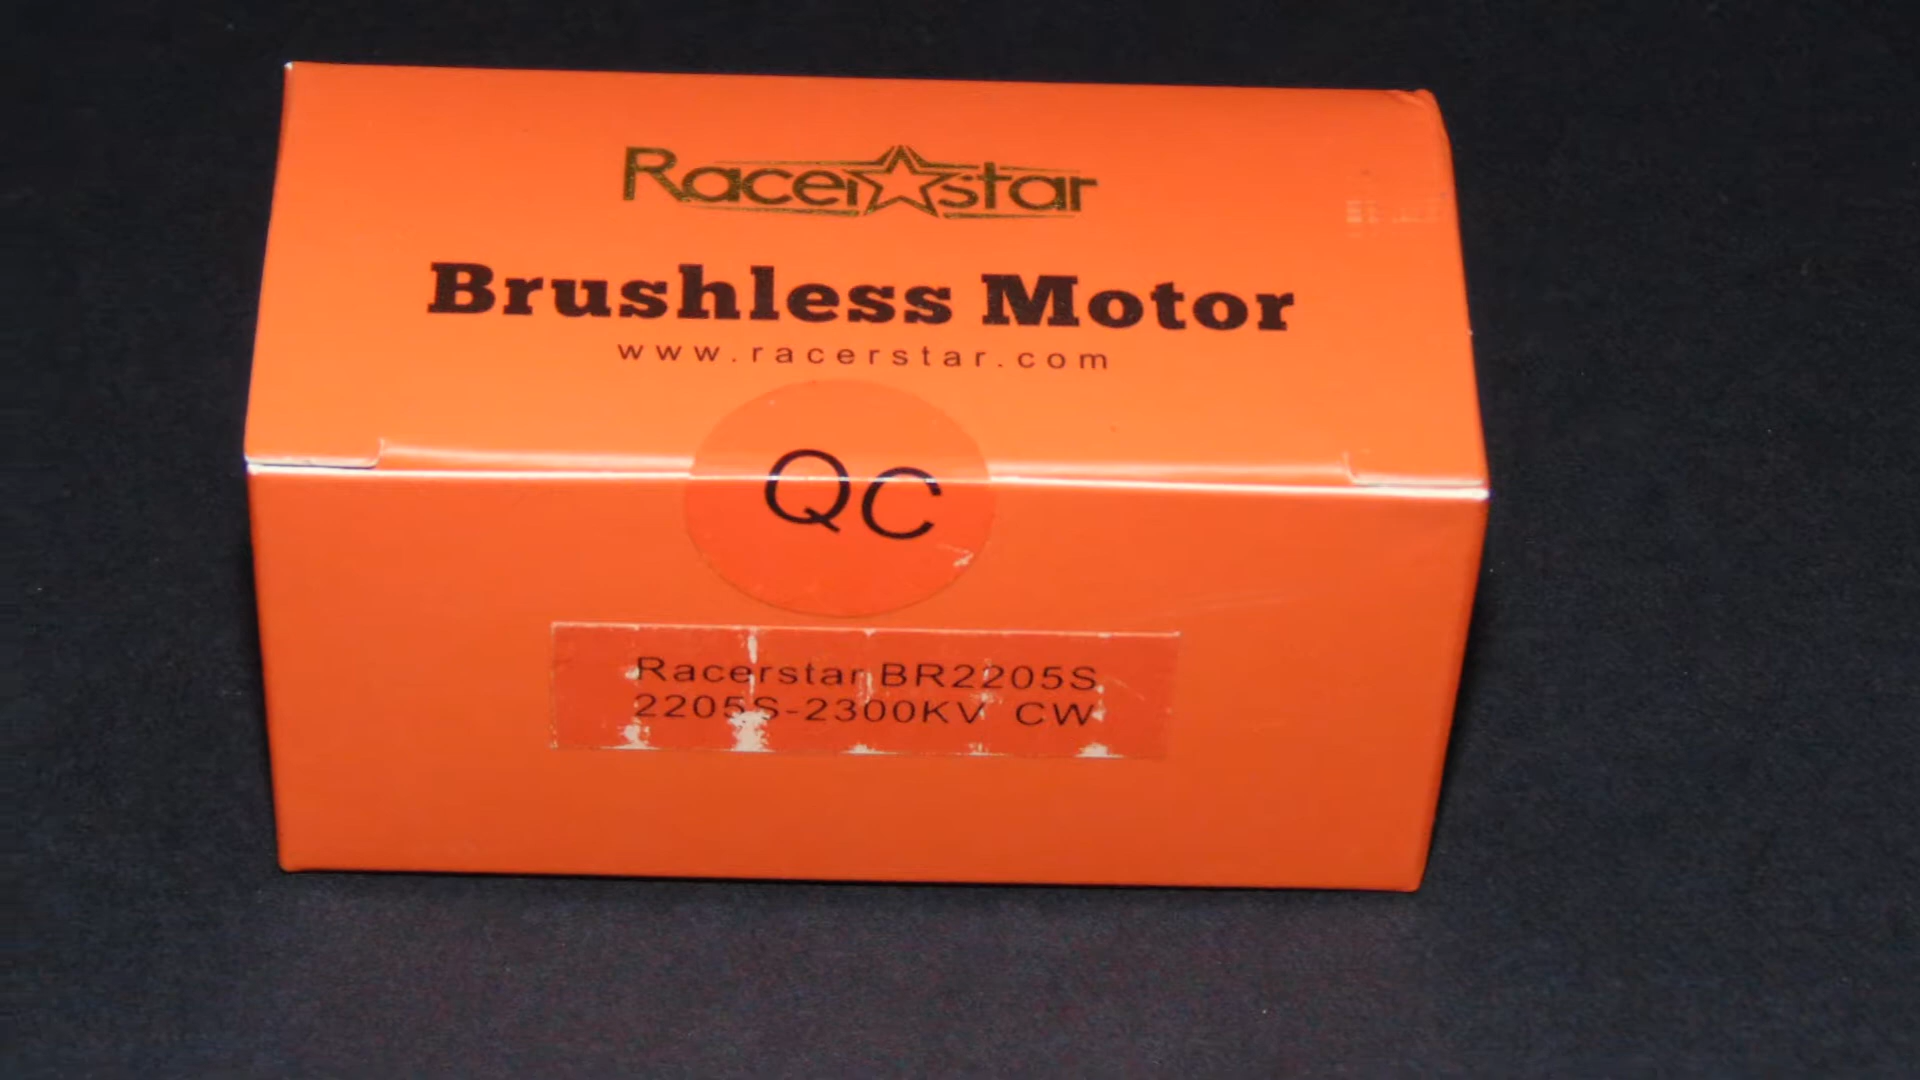 Racerstar
Brushless Motor
www.racerstar.com
QC
Racerstar BR2205S
2205S-2300KV CW